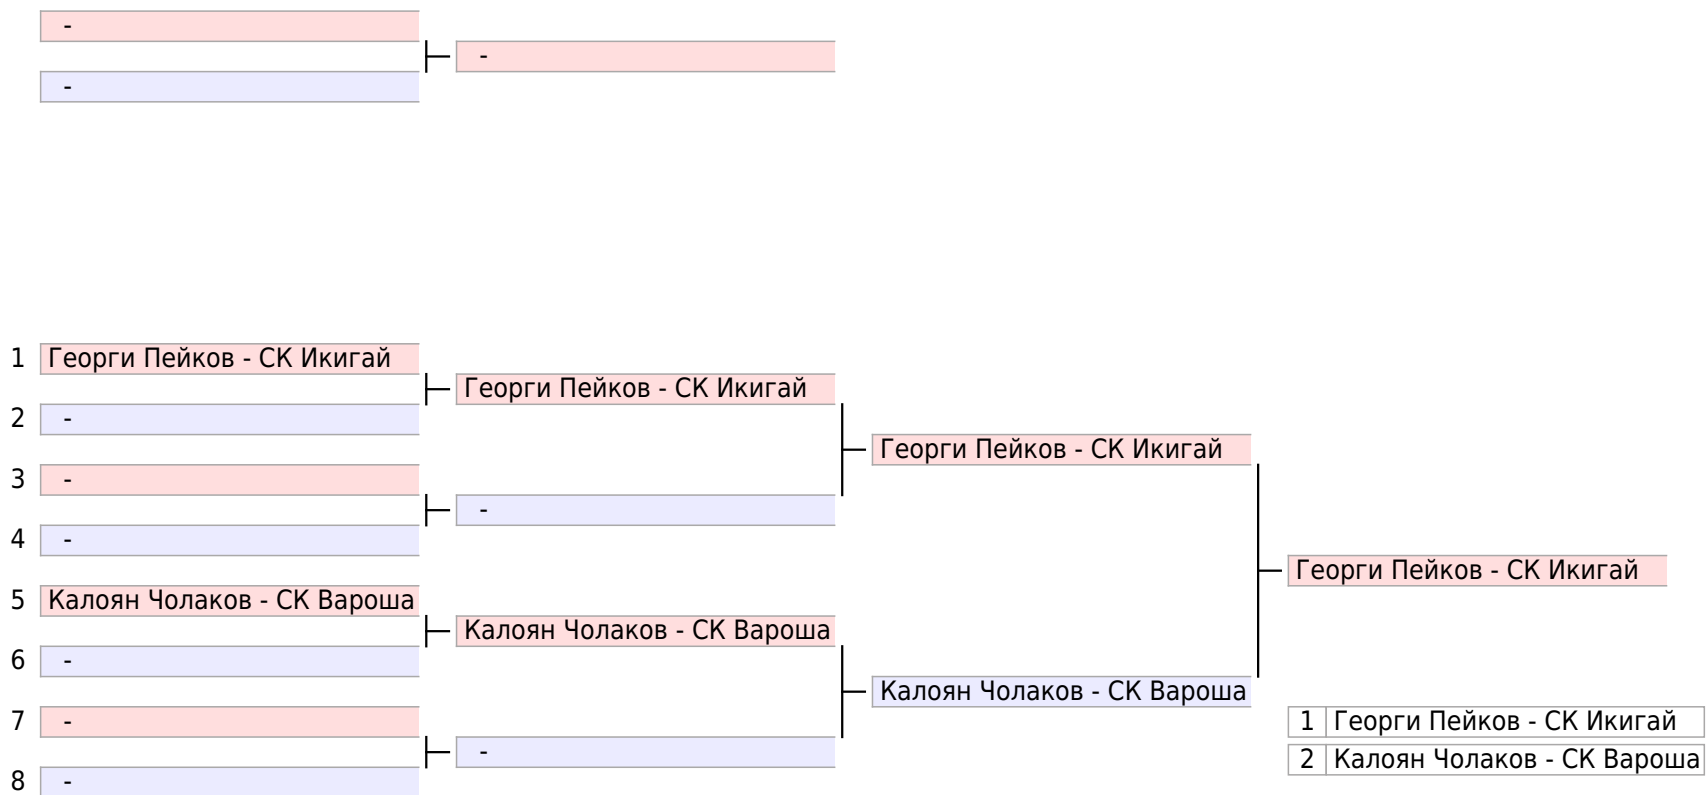 -
-
-
1 Георги Пейков - СК Икигай
Георги Пейков - СК Икигай
2 -
Георги Пейков - СК Икигай
3 -
-
4 -
Георги Пейков - СК Икигай
5 Калоян Чолаков - СК Вароша
Калоян Чолаков - СК Вароша
6 -
Калоян Чолаков - СК Вароша
7 -
1 Георги Пейков - СК Икигай
-
2 Калоян Чолаков - СК Вароша
8 -